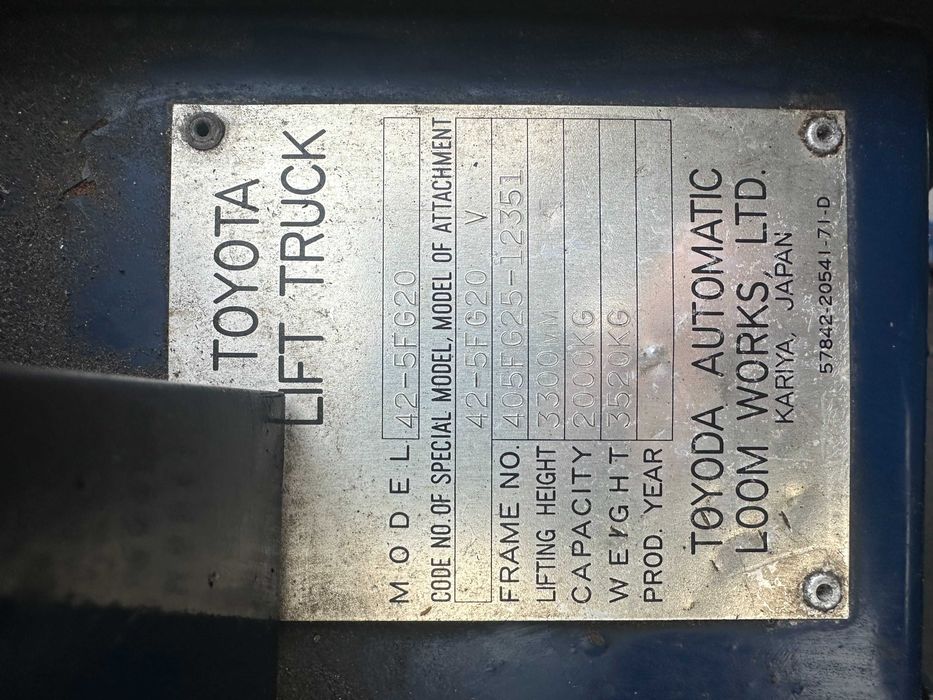 TOYOTA
LIFT TRUCK
MODEL 42-5FG20
CODE NO. OF SPECIAL MODEL, MODEL OF ATTACHMENT
42-5FG20 V
FRAME NO. 405FG25-12351
LIFTING HEIGHT 3300MM
CAPACITY 2000KG
WEIGHT 3520KG
PROD. YEAR
TOYODA AUTOMATIC
LOOM WORKS, LTD.
KARIYA, JAPAN
57842-20541-71-D